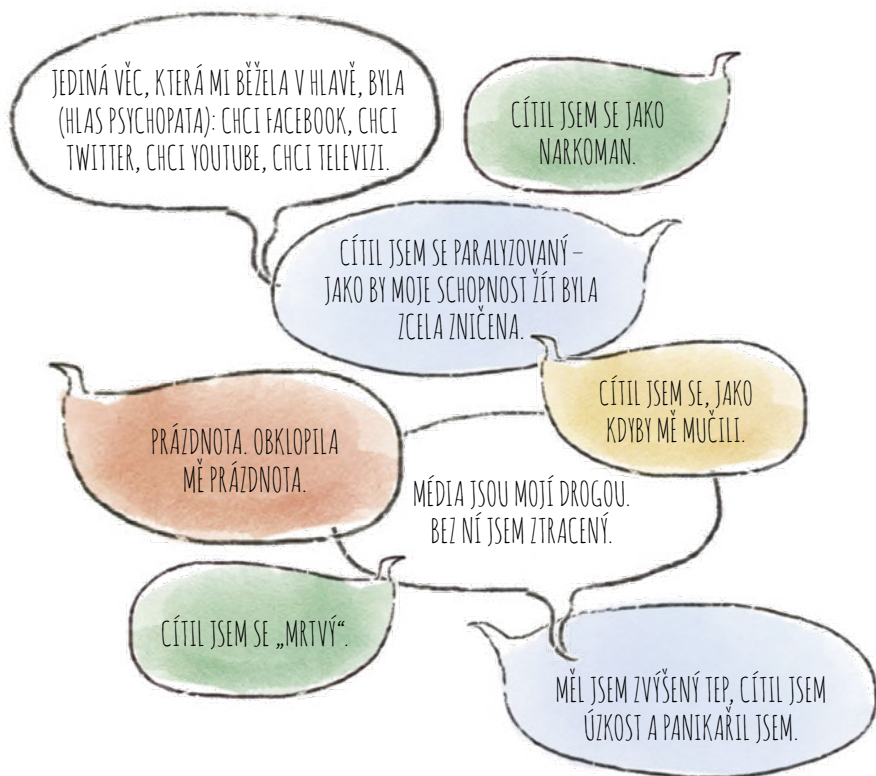 JEDINÁ VĚC, KTERÁ MI BĚŽELA V HLAVĚ, BYLA
(HLAS PSYCHOPATA): CHCI FACEBOOK, CHCI
TWITTER, CHCI YOUTUBE, CHCI TELEVIZI.
CÍTIL JSEM SE JAKO
NARKOMAN.
CÍTIL JSEM SE PARALYZOVANÝ –
JAKO BY MOJE SCHOPNOST ŽÍT BYLA
ZCELA ZNIČENA.
CÍTIL JSEM SE, JAKO
KDYBY MĚ MUČILI.
PRÁZDNOTA. OBKLOPILA
MĚ PRÁZDNOTA.
MÉDIA JSOU MOJÍ DROGOU.
BEZ NÍ JSEM ZTRACENÝ.
CÍTIL JSEM SE „MRTVÝ“.
MĚL JSEM ZVÝŠENÝ TEP, CÍTIL JSEM
ÚZKOST A PANIKAŘIL JSEM.